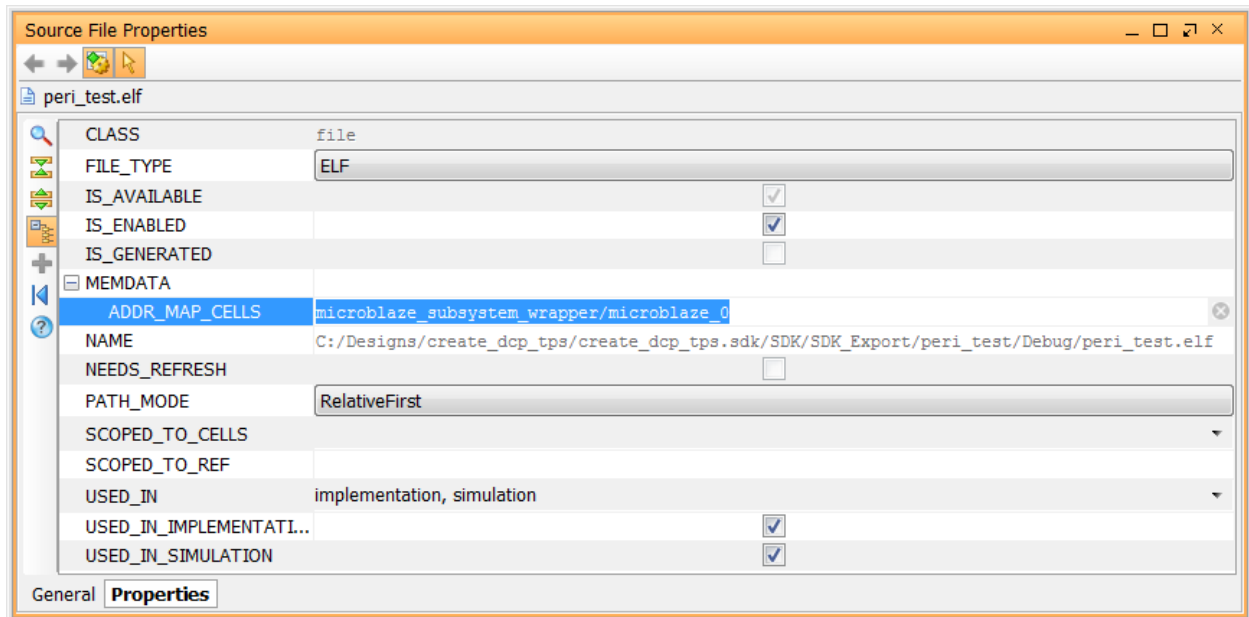 Source File Properties
peri_test.elf
CLASS file
FILE_TYPE ELF
IS_AVAILABLE
IS_ENABLED
IS_GENERATED
MEMDATA
ADDR_MAP_CELLS microblaze_subsystem_wrapper/microblaze_0
NAME C:/Designs/create_dcp_tps/create_dcp_tps.sdk/SDK/SDK_Export/peri_test/Debug/peri_test.elf
NEEDS_REFRESH
PATH_MODE RelativeFirst
SCOPED_TO_CELLS
SCOPED_TO_REF
USED_IN implementation, simulation
USED_IN_IMPLEMENTATI...
USED_IN_SIMULATION
General Properties